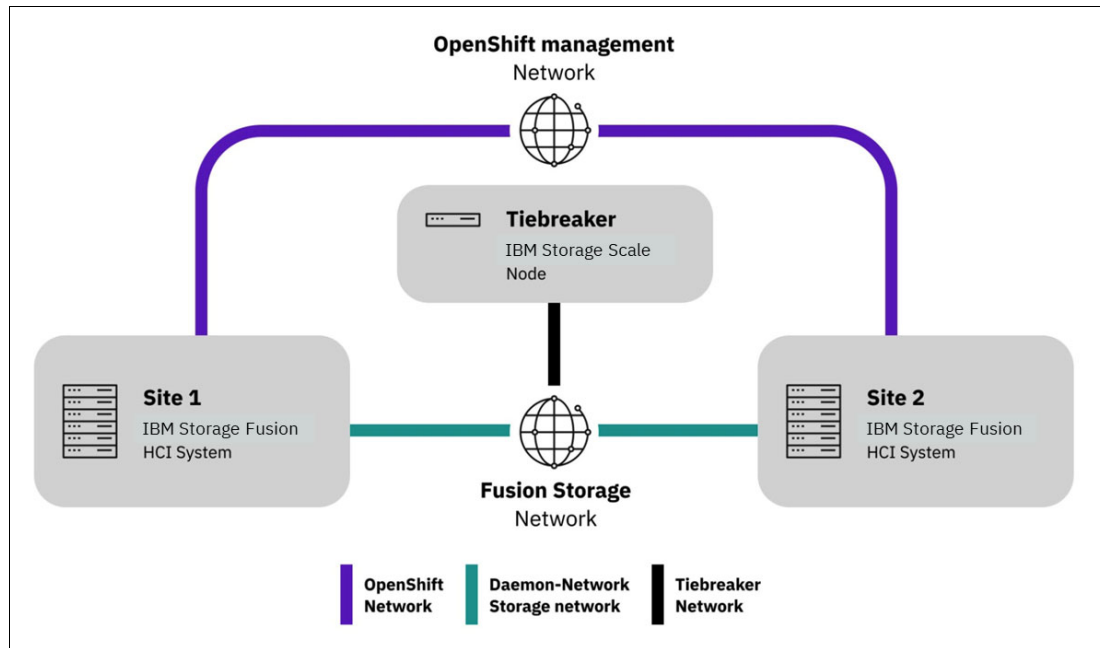 OpenShift management
Network
Tiebreaker
IBM Storage Scale
Node
Site 1
IBM Storage Fusion
HCI System
Site 2
IBM Storage Fusion
HCI System
Fusion Storage
Network
OpenShift
Network
Daemon-Network
Storage network
Tiebreaker
Network